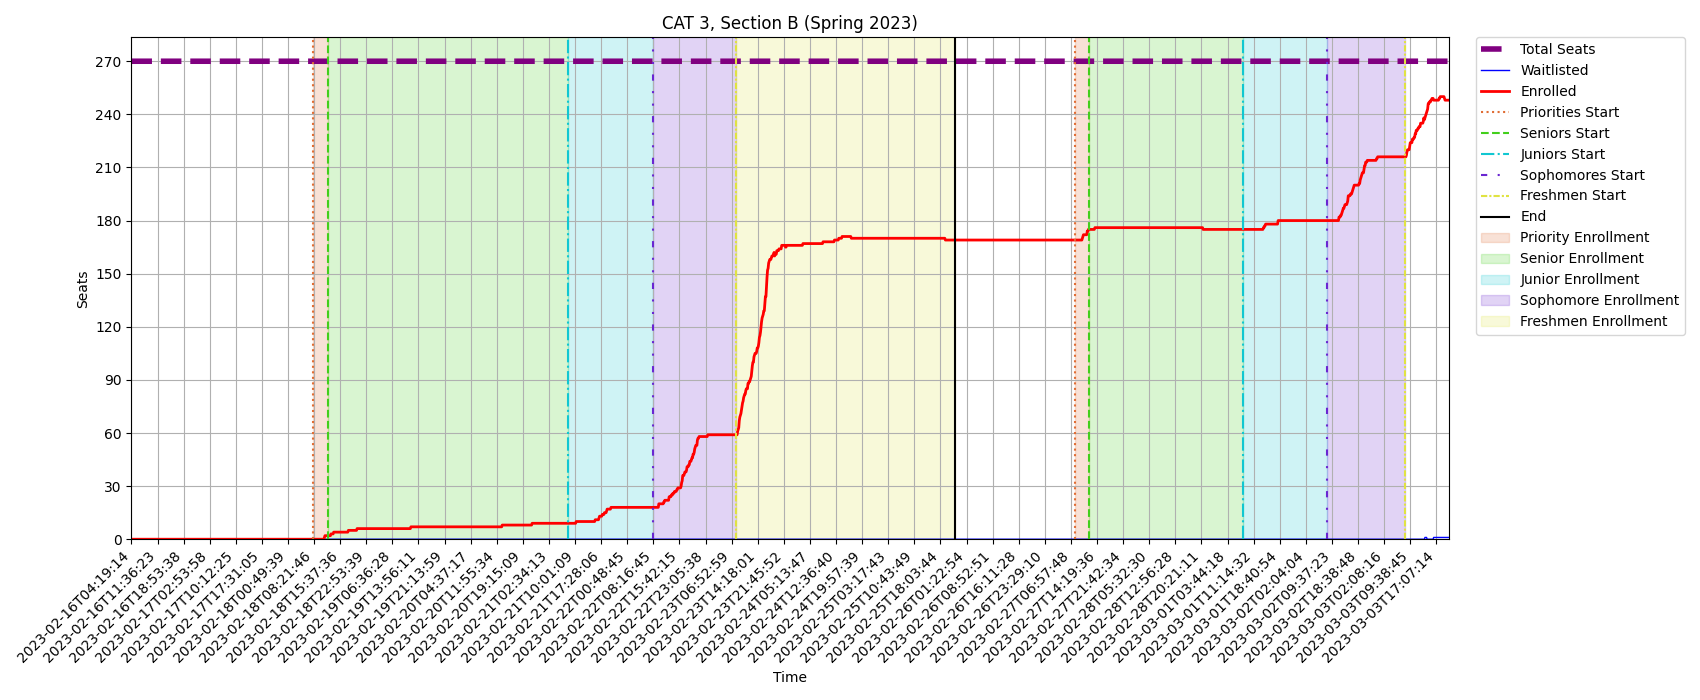 CAT 3, Section B (Spring 2023)
Seats
270
240
210
180
150
120
90
60
30
0
2023-02-16T04:19:14
2023-02-16T11:36:23
2023-02-16T18:53:38
2023-02-17T02:53:58
2023-02-17T10:12:25
2023-02-17T17:31:05
2023-02-18T00:49:39
2023-02-18T08:21:46
2023-02-18T15:37:36
2023-02-18T22:53:39
2023-02-19T06:36:28
2023-02-19T13:56:11
2023-02-19T21:13:59
2023-02-20T04:37:17
2023-02-20T11:55:34
2023-02-20T19:15:09
2023-02-21T02:34:13
2023-02-21T10:01:09
2023-02-21T17:28:06
2023-02-22T00:48:45
2023-02-22T08:16:45
2023-02-22T15:42:15
2023-02-22T23:05:38
2023-02-23T06:52:59
2023-02-23T14:18:01
2023-02-23T21:45:52
2023-02-24T05:13:47
2023-02-24T12:36:40
2023-02-24T19:57:39
2023-02-25T03:17:43
2023-02-25T10:43:49
2023-02-25T18:03:44
2023-02-26T01:22:54
2023-02-26T08:52:51
2023-02-26T16:11:28
2023-02-26T23:29:10
2023-02-27T06:57:48
2023-02-27T14:19:36
2023-02-27T21:42:34
2023-02-28T05:32:30
2023-02-28T12:56:28
2023-02-28T20:21:11
2023-03-01T03:44:18
2023-03-01T11:14:32
2023-03-01T18:40:54
2023-03-02T02:04:04
2023-03-02T09:37:23
2023-03-02T18:38:48
2023-03-03T02:08:16
2023-03-03T09:38:45
2023-03-03T17:07:14
Time
Total Seats
Waitlisted
Enrolled
Priorities Start
Seniors Start
Juniors Start
Sophomores Start
Freshmen Start
End
Priority Enrollment
Senior Enrollment
Junior Enrollment
Sophomore Enrollment
Freshmen Enrollment